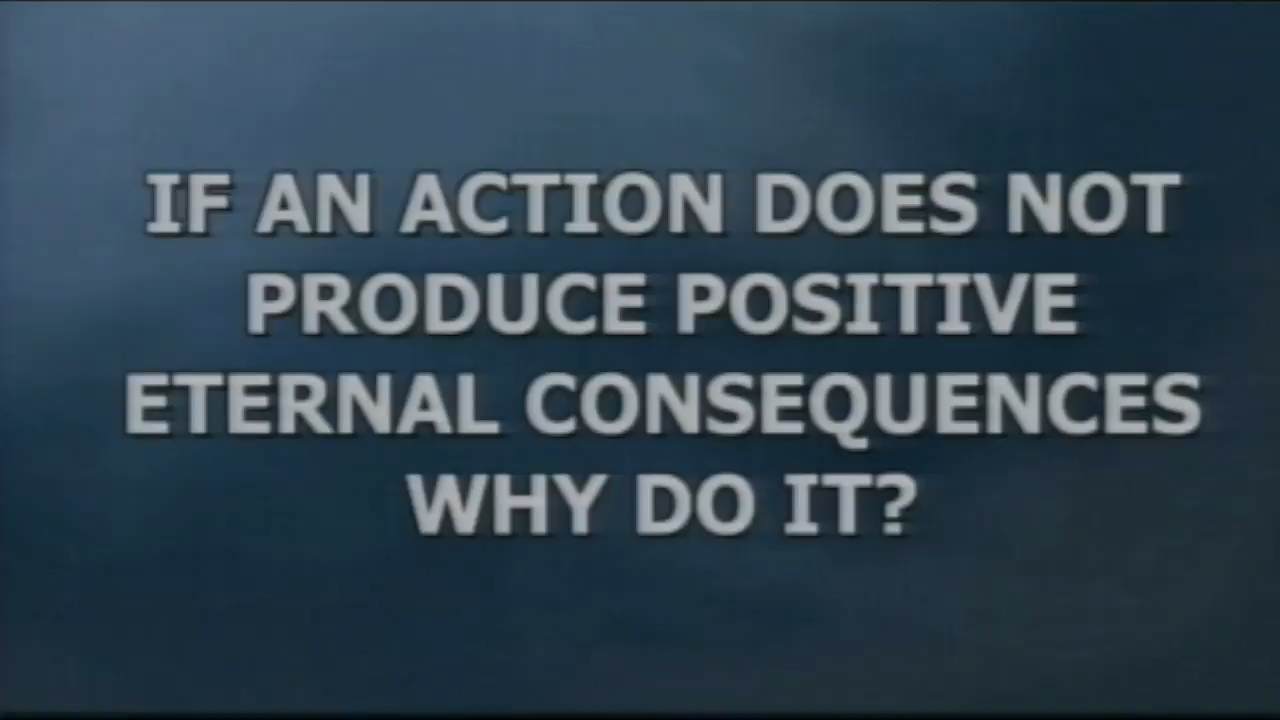 IF AN ACTION DOES NOT
PRODUCE POSITIVE
ETERNAL CONSEQUENCES
WHY DO IT?